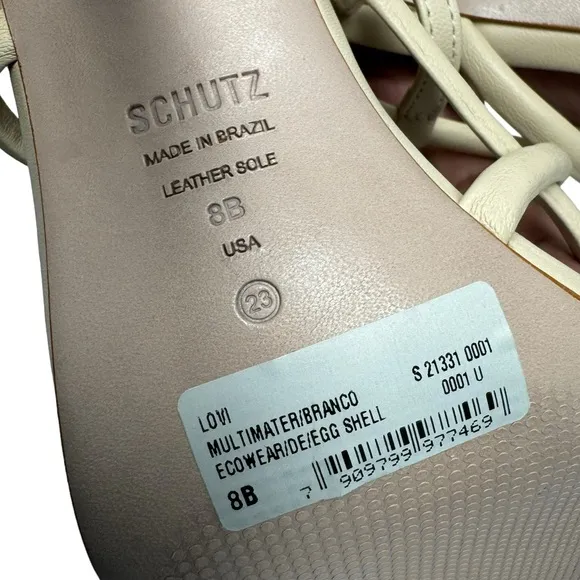 SCHUTZ
MADE IN BRAZIL
LEATHER SOLE
8B
USA
23
LOVI
MULTIMATER/BRANCO
ECOWEAR/DE/EGG SHELL
8B
S 21331 0001
0001 U
7 909799 977469